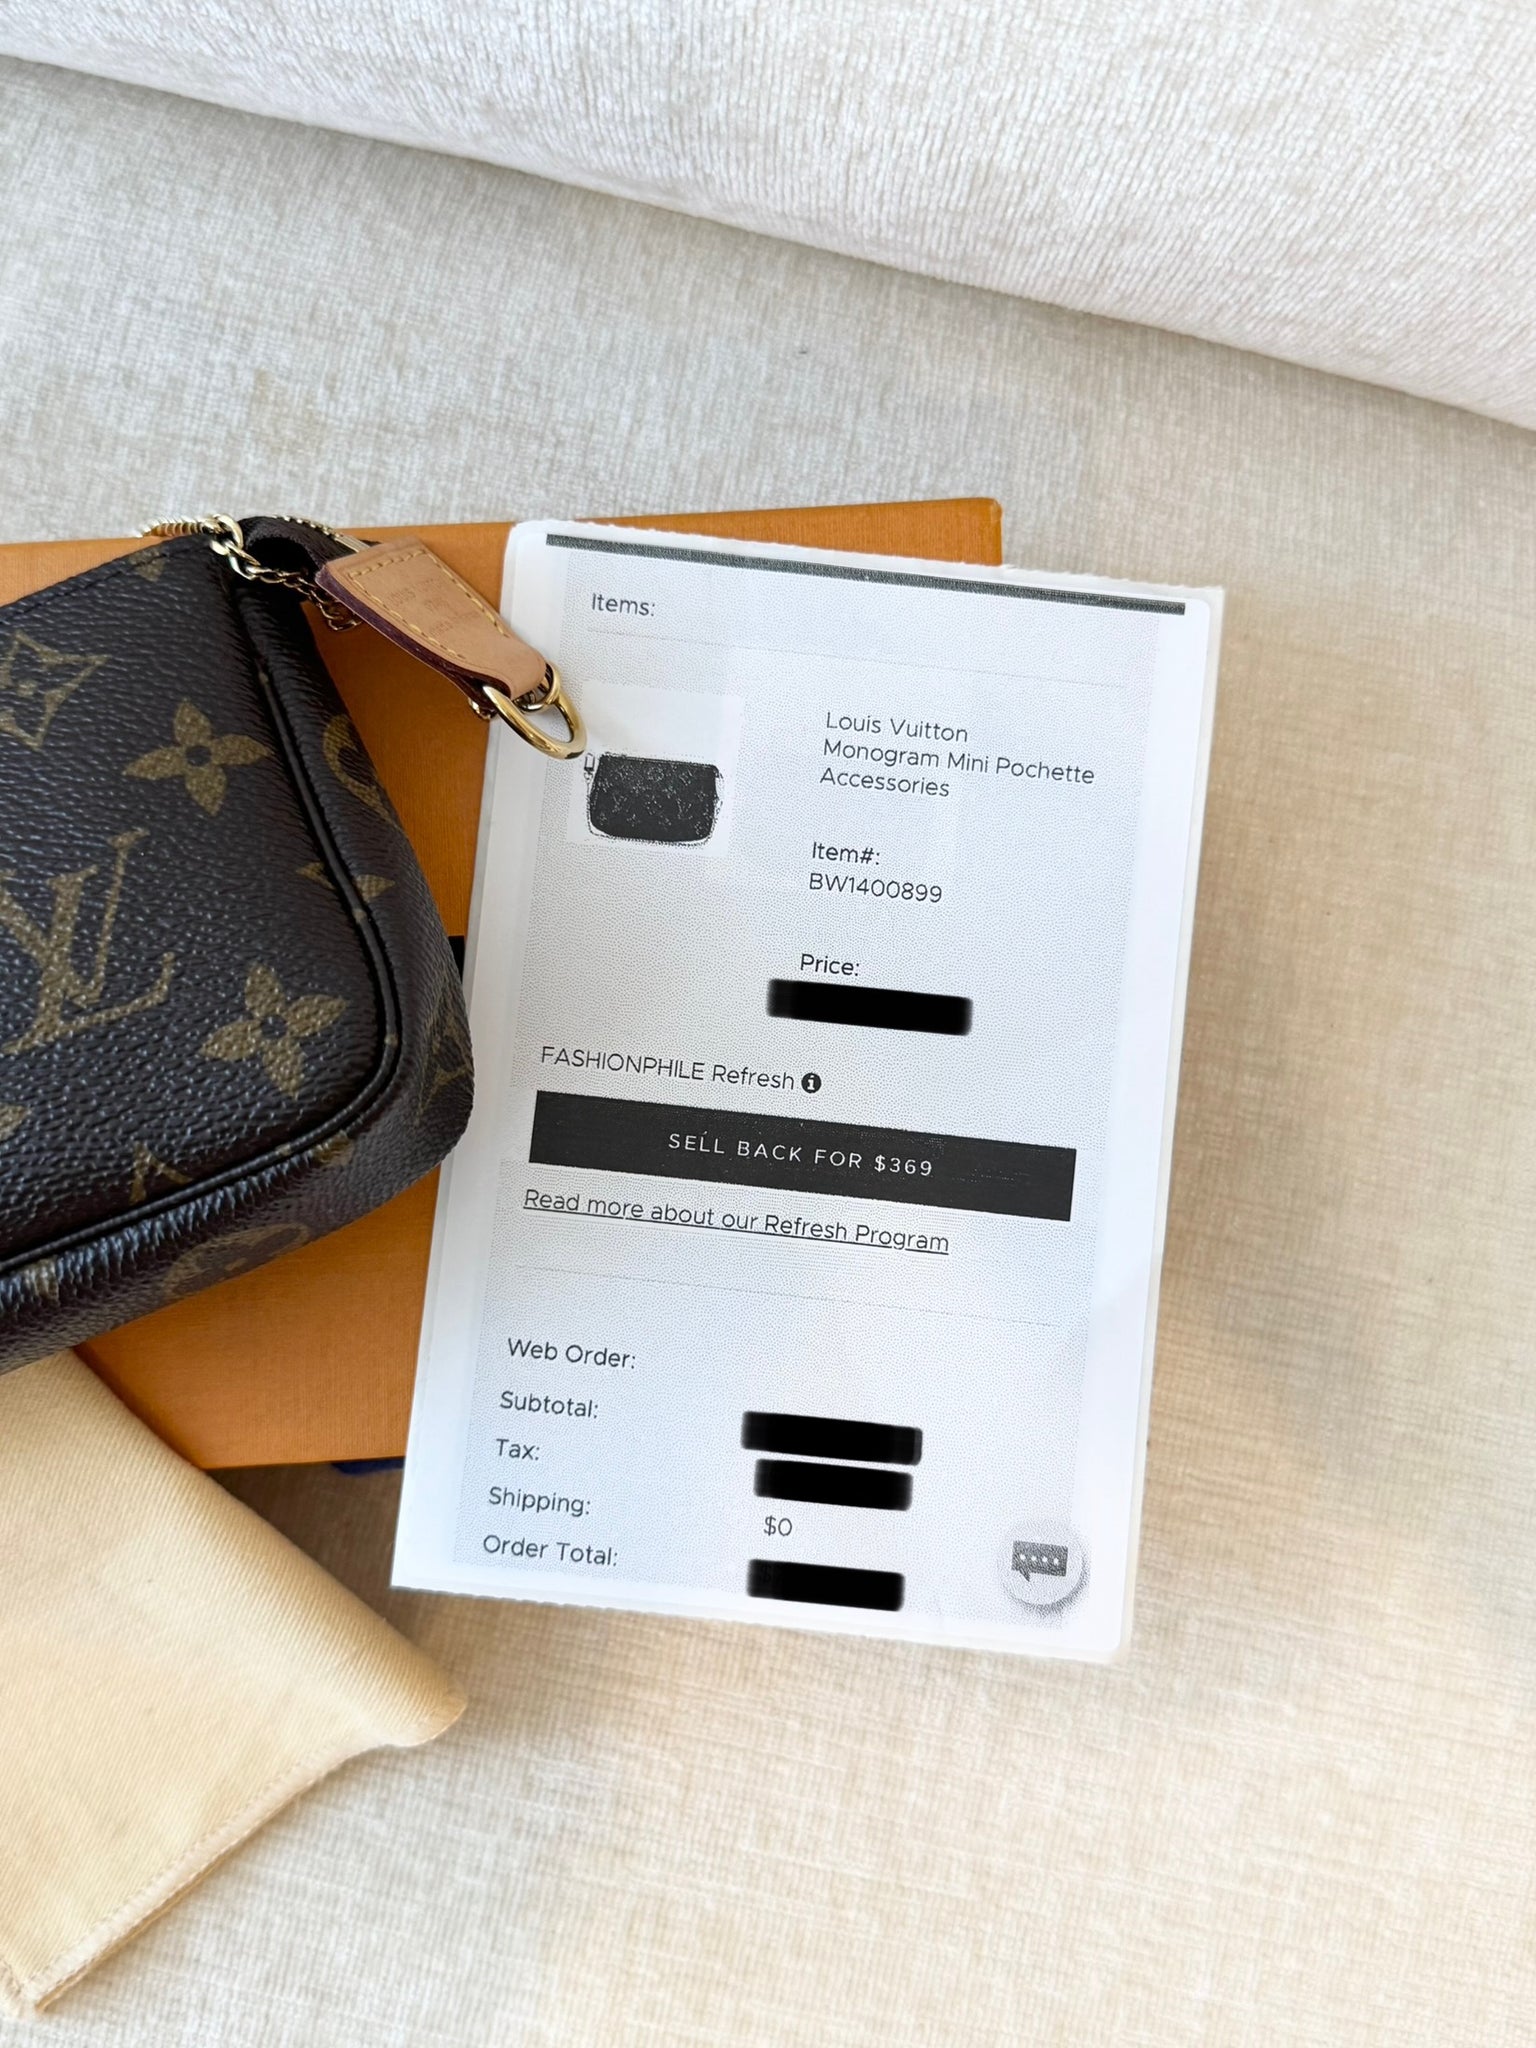 Items:
Louis Vuitton
Monogram Mini Pochette
Accessories
Item#:
BW1400899
Price:
FASHIONPHILE Refresh
SELL BACK FOR $369
Read more about our Refresh Program
Web Order:
Subtotal:
Tax:
Shipping:
$0
Order Total: